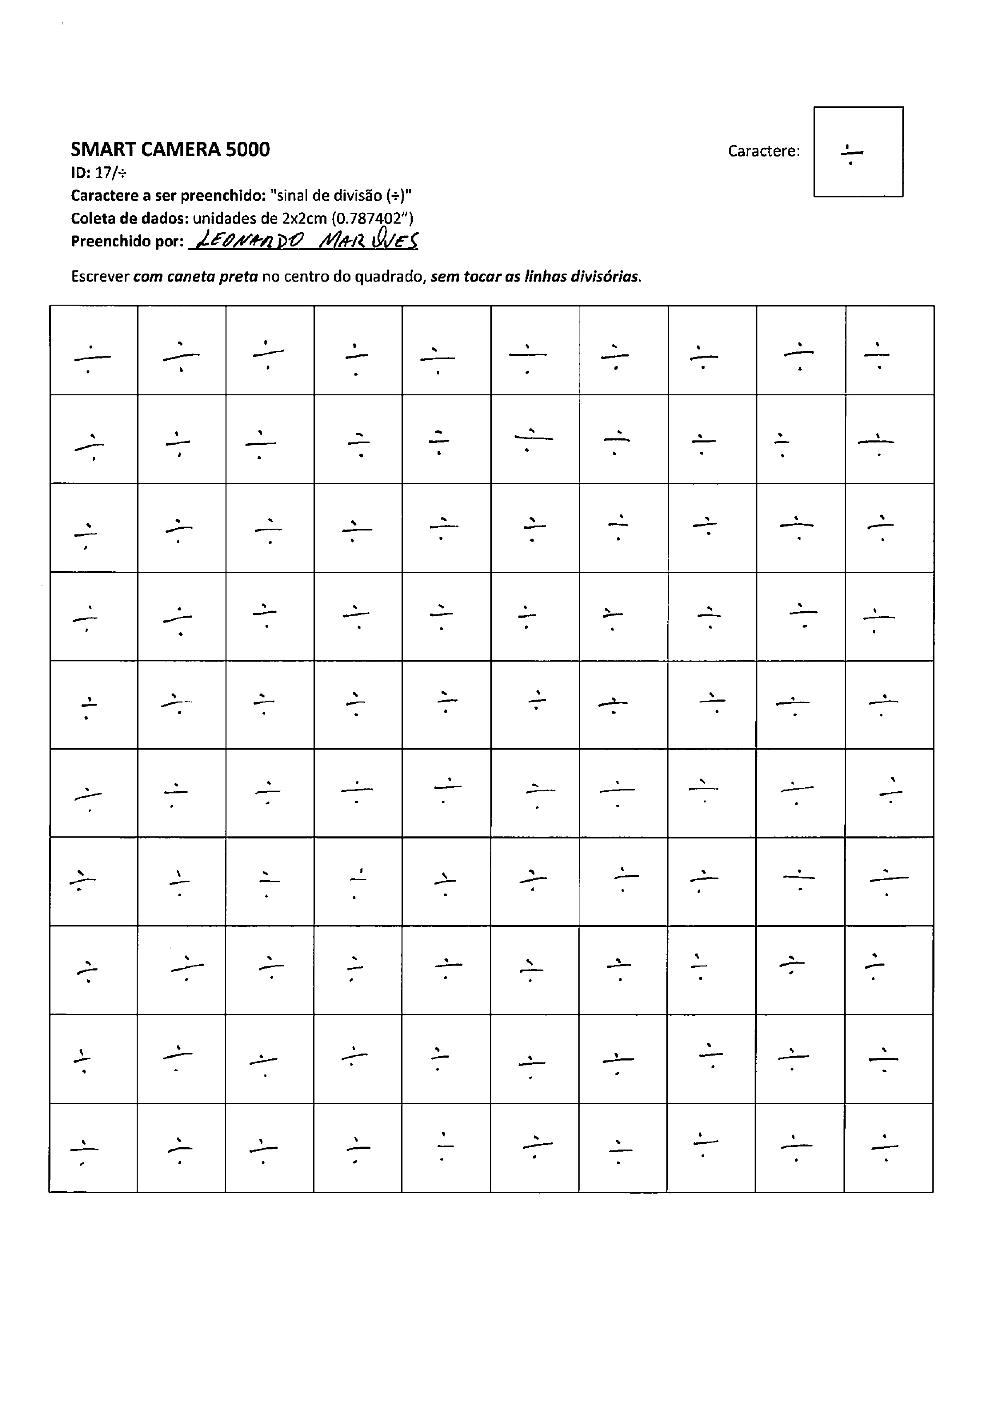 SMART CAMERA 5000
ID: 17/÷
Caractere a ser preenchido: "sinal de divisão (÷)"
Coleta de dados: unidades de 2x2cm (0.787402")
Preenchido por: LEONARDO MARQUES
Caractere: ÷
Escrever com caneta preta no centro do quadrado, sem tocar as linhas divisórias.
÷ ÷ ÷ ÷ ÷ ÷ ÷ ÷ ÷ ÷
÷ ÷ ÷ ÷ ÷ ÷ ÷ ÷ ÷ ÷
÷ ÷ ÷ ÷ ÷ ÷ ÷ ÷ ÷ ÷
÷ ÷ ÷ ÷ ÷ ÷ ÷ ÷ ÷ ÷
÷ ÷ ÷ ÷ ÷ ÷ ÷ ÷ ÷ ÷
÷ ÷ ÷ ÷ ÷ ÷ ÷ ÷ ÷ ÷
÷ ÷ ÷ ÷ ÷ ÷ ÷ ÷ ÷ ÷
÷ ÷ ÷ ÷ ÷ ÷ ÷ ÷ ÷ ÷
÷ ÷ ÷ ÷ ÷ ÷ ÷ ÷ ÷ ÷
÷ ÷ ÷ ÷ ÷ ÷ ÷ ÷ ÷ ÷